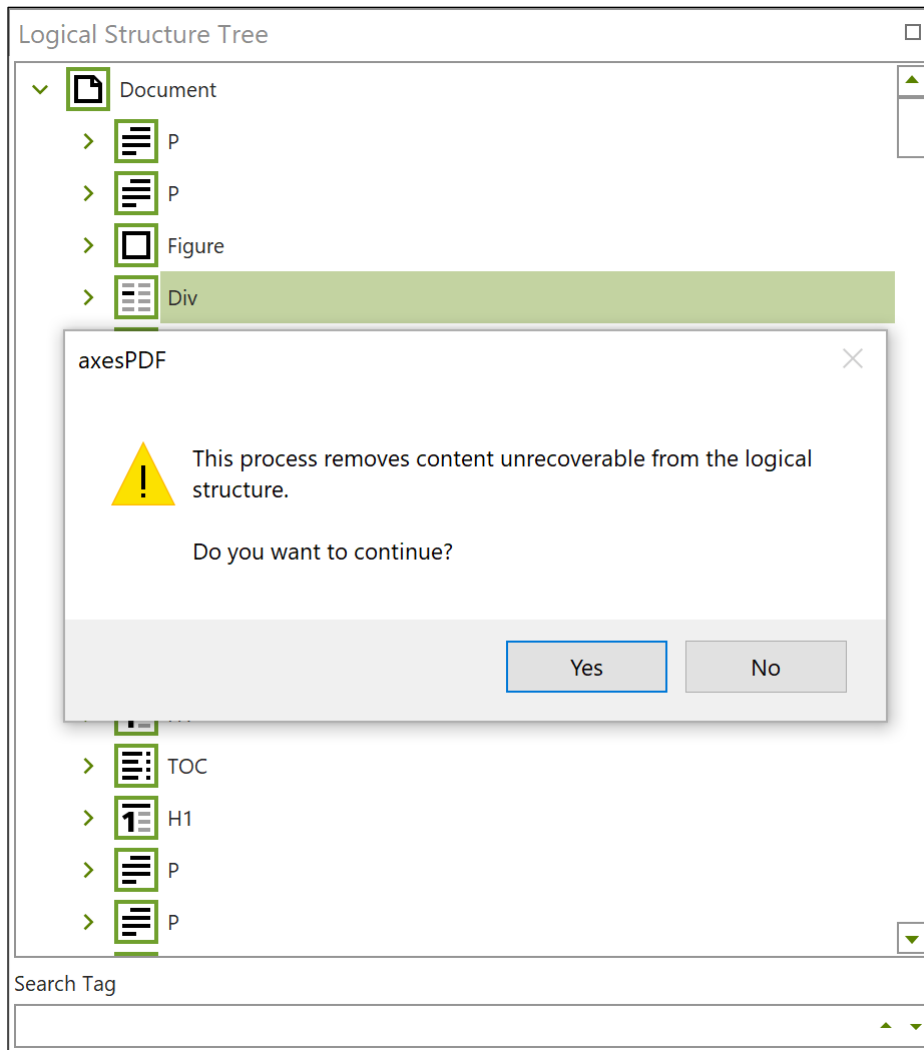 Logical Structure Tree
Document
P
P
Figure
Div
axesPDF
This process removes content unrecoverable from the logical
structure.
Do you want to continue?
Yes
No
TOC
1
H1
P
P
Search Tag